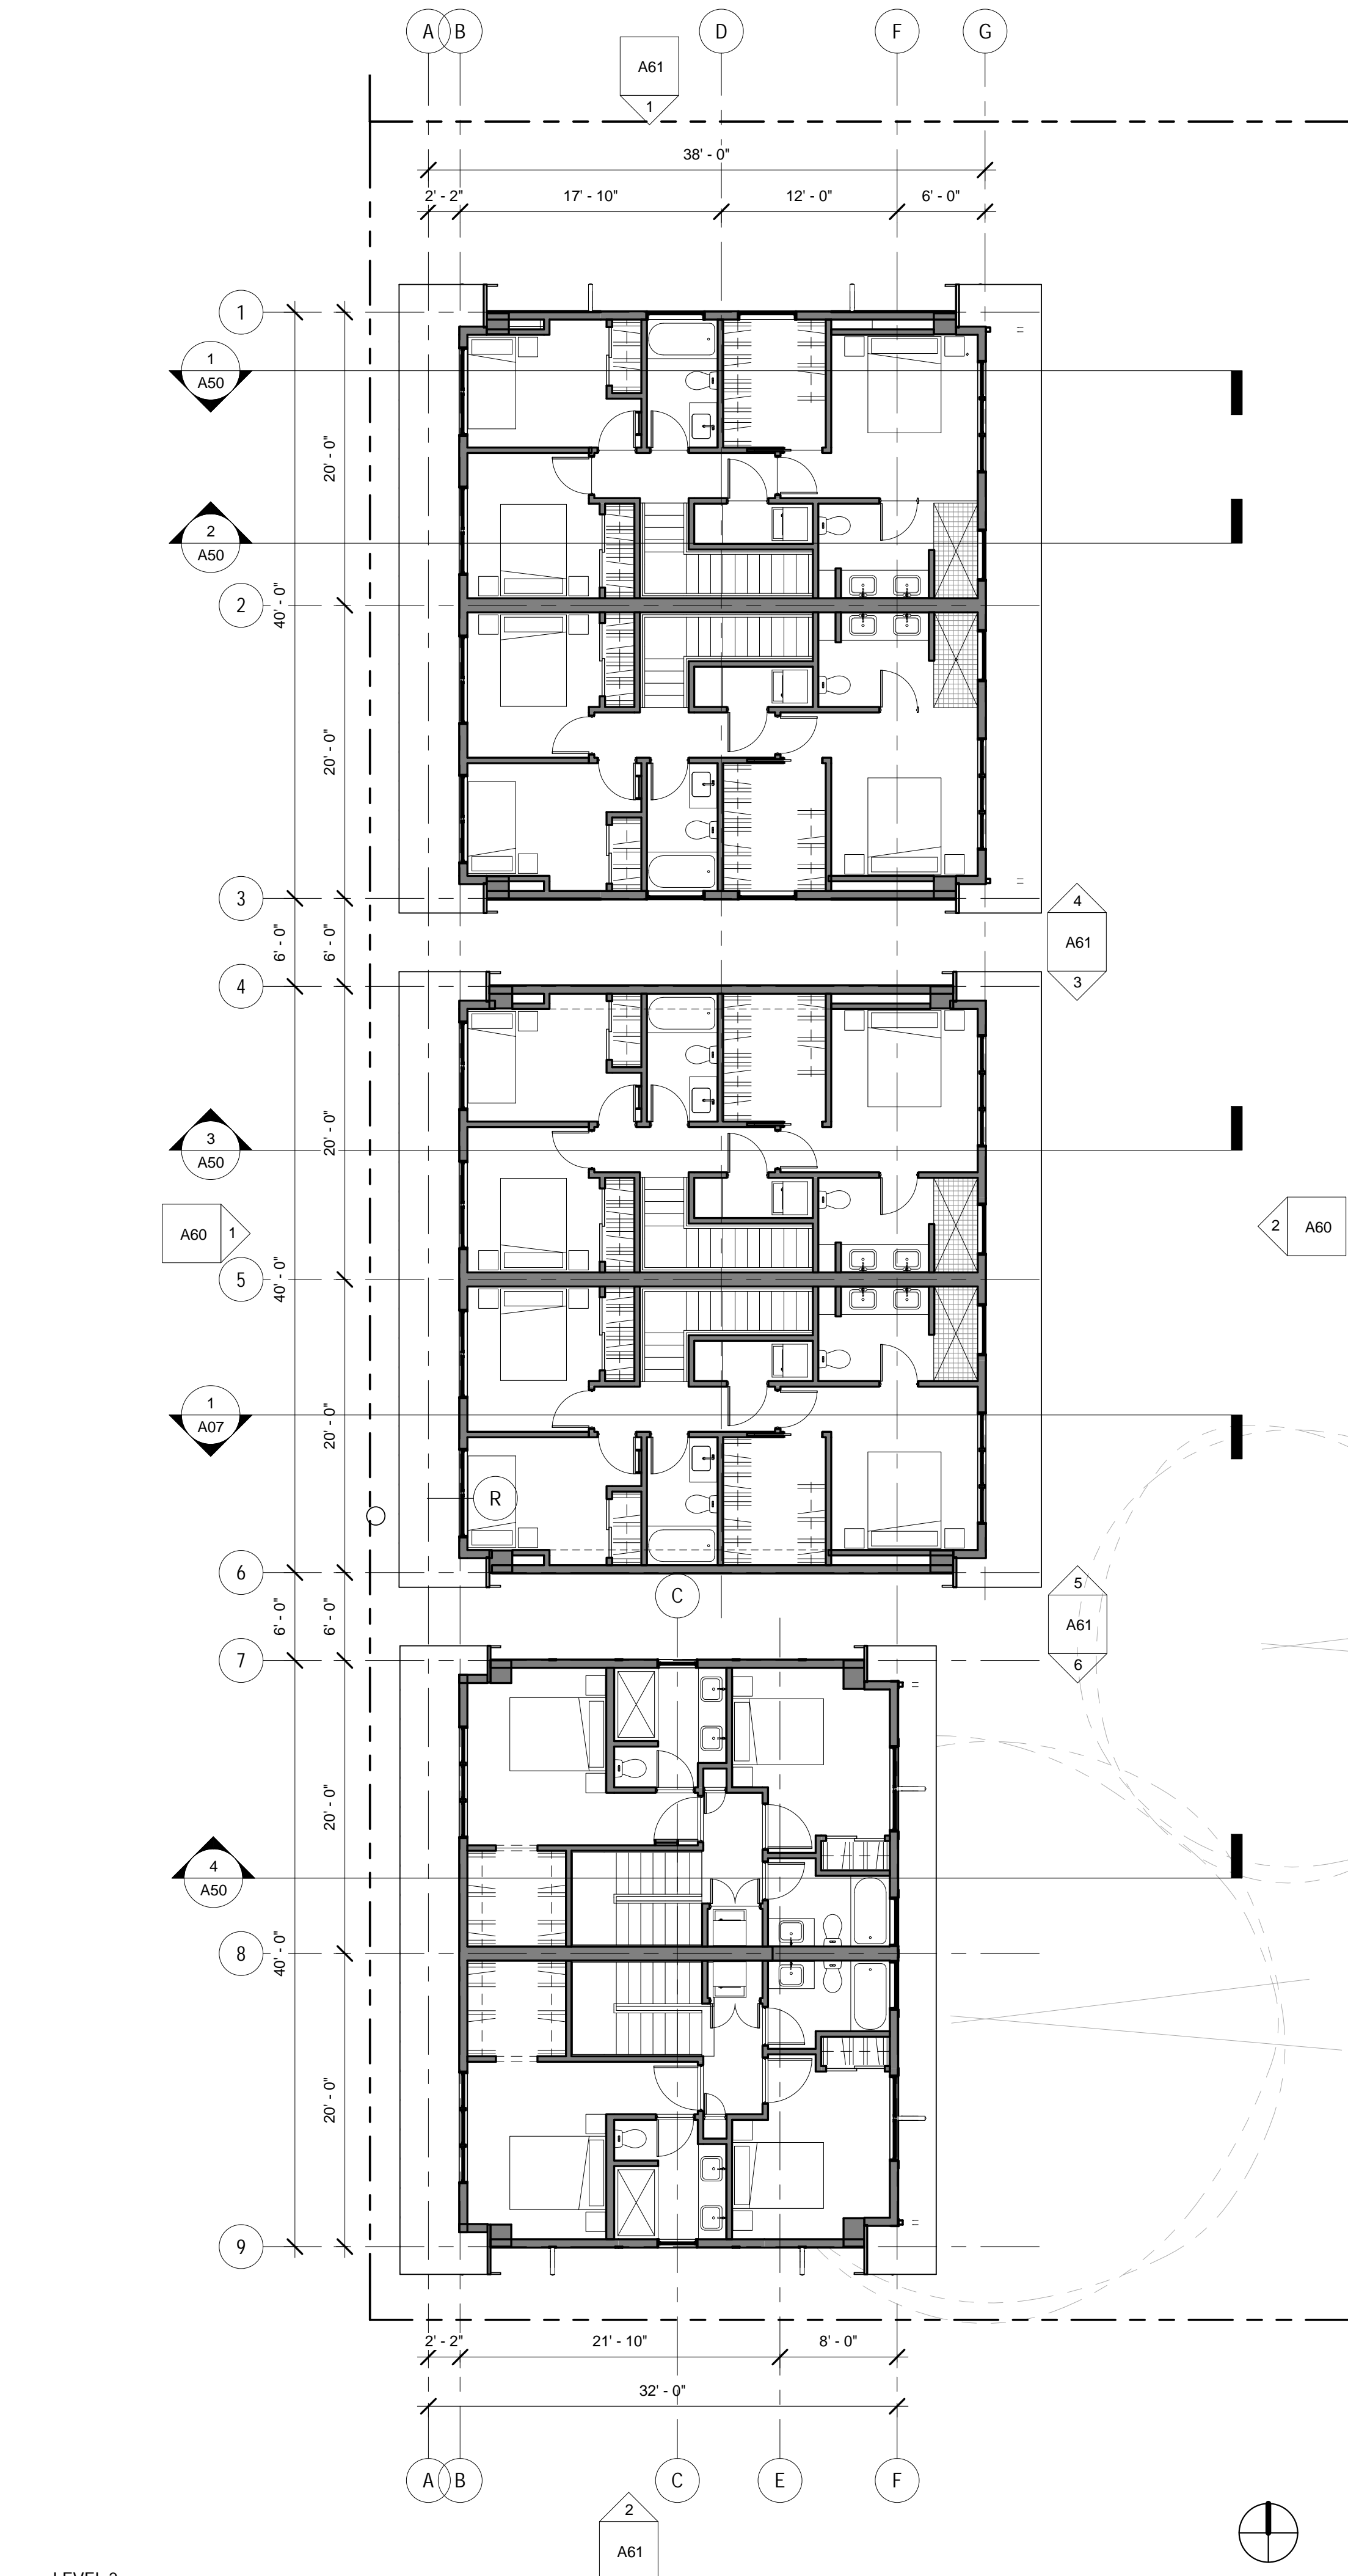 A B D F G
A61
1
38' - 0"
2' - 2" 17' - 10" 12' - 0" 6' - 0"
1
1
A50
20' - 0"
2
A50
2
40' - 0"
20' - 0"
3
4
A61
3
6' - 0" 6' - 0"
4
3
A50
20' - 0"
A60 1
2 A60
5
40' - 0"
1
A07
20' - 0"
R
6
C
5
A61
6
6' - 0" 6' - 0"
7
20' - 0"
4
A50
8
40' - 0"
20' - 0"
9
2' - 2" 21' - 10" 8' - 0"
32' - 0"
A B C E F
2
A61